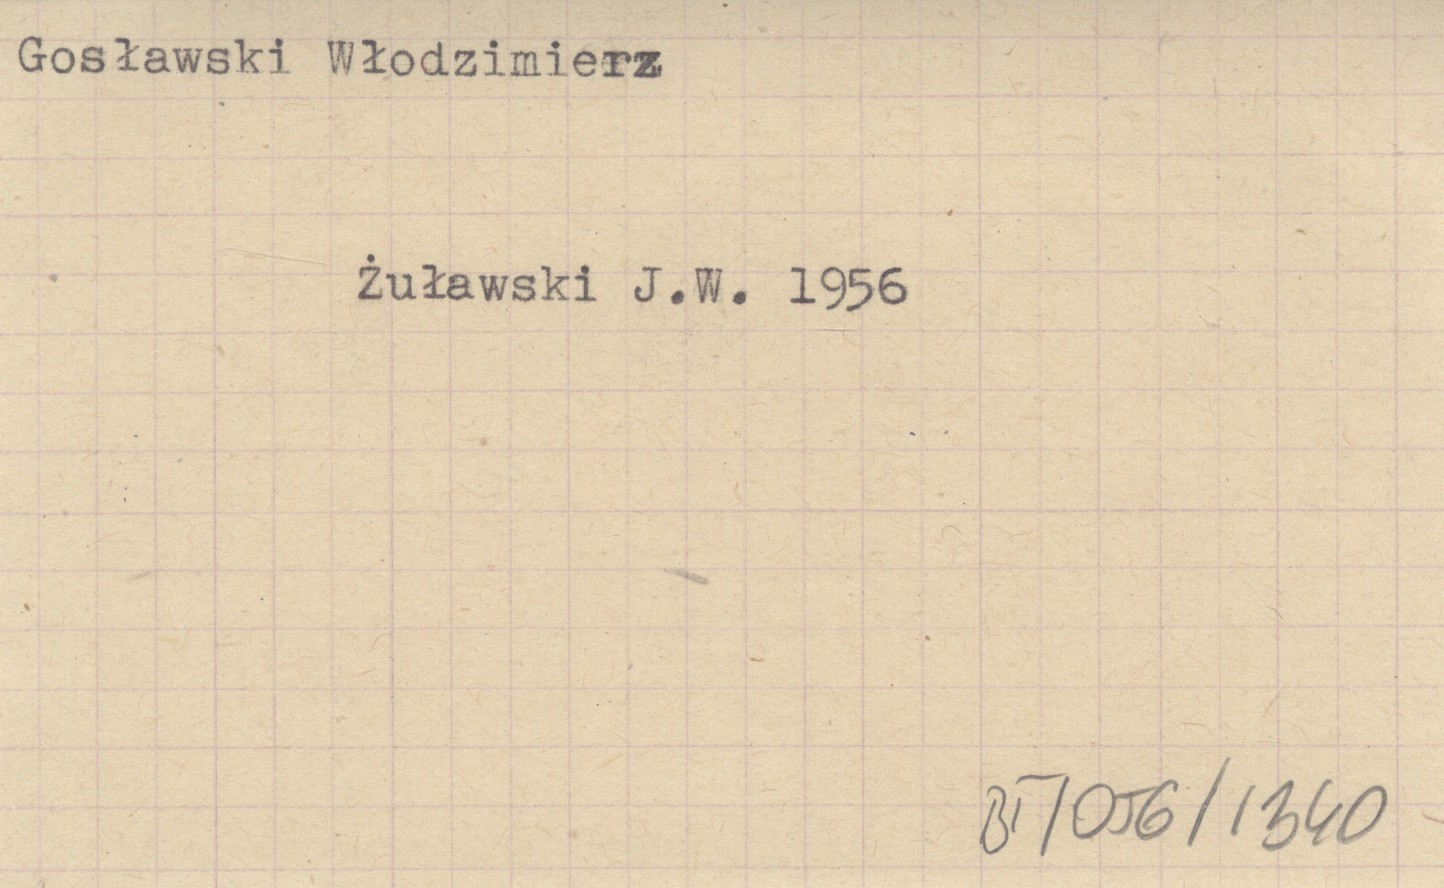 Gosławski Włodzimierz
Żuławski J.W. 1956
BT/056/1340